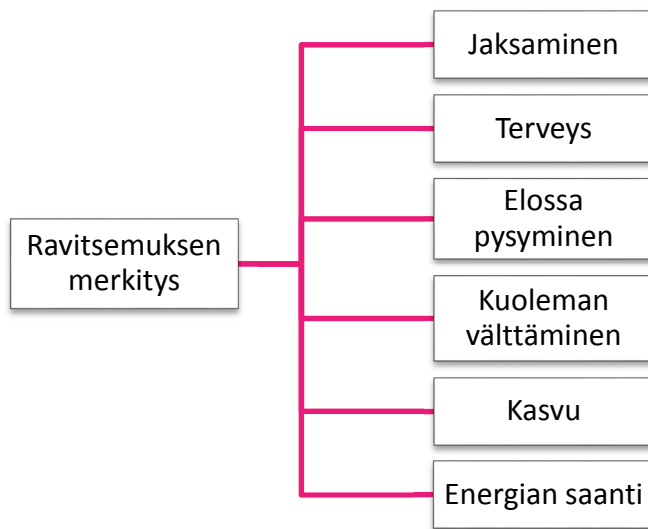 Ravitsemuksen
merkitys
Jaksaminen
Terveys
Elossa
pysyminen
Kuoleman
välttäminen
Kasvu
Energian saanti